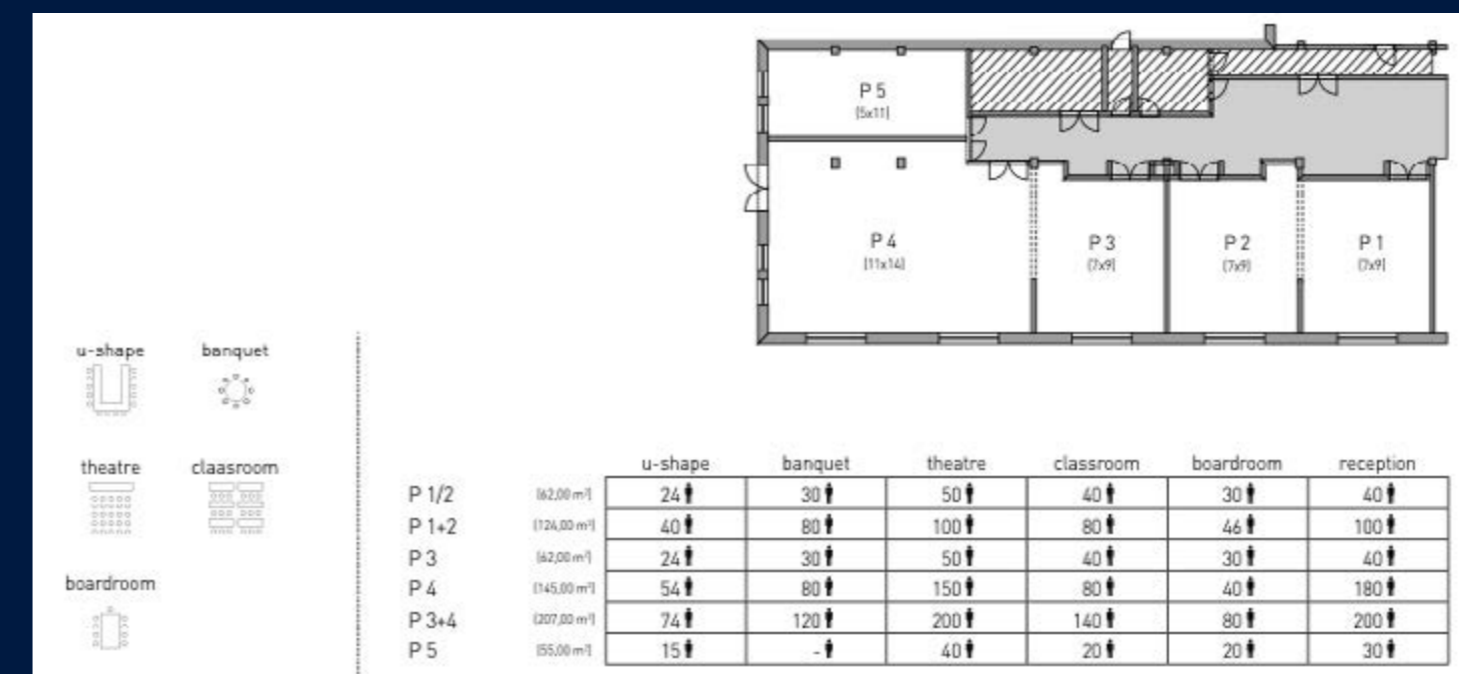 P 5
(5x11)
P 4
(11x14)
P 3
(7x9)
P 2
(7x9)
P 1
(7x9)
u-shape banquet
theatre claasroom
boardroom
u-shape banquet theatre classroom boardroom reception
P 1/2 (62,00 m²) 24 30 50 40 30 40
P 1+2 (124,00 m²) 40 80 100 80 46 100
P 3 (62,00 m²) 24 30 50 40 30 40
P 4 (145,00 m²) 54 80 150 80 40 180
P 3+4 (207,00 m²) 74 120 200 140 80 200
P 5 (55,00 m²) 15 - 40 20 20 30